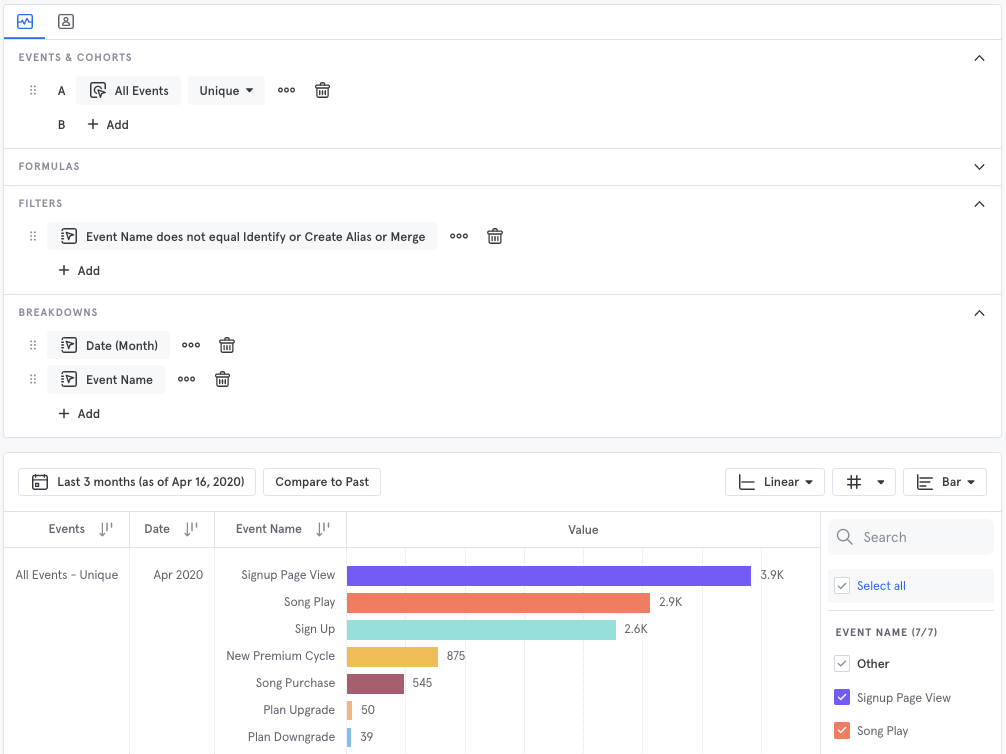 EVENTS & COHORTS
A All Events Unique
B + Add
FORMULAS
FILTERS
Event Name does not equal Identify or Create Alias or Merge
+ Add
BREAKDOWNS
Date (Month)
Event Name
+ Add
Last 3 months (as of Apr 16, 2020) Compare to Past Linear Bar
Events Date Event Name Value Search
All Events - Unique Apr 2020 Signup Page View 3.9K
Select all
Song Play 2.9K
Sign Up 2.6K
EVENT NAME (7/7)
New Premium Cycle 875
Other
Song Purchase 545
Signup Page View
Plan Upgrade 50
Song Play
Plan Downgrade 39